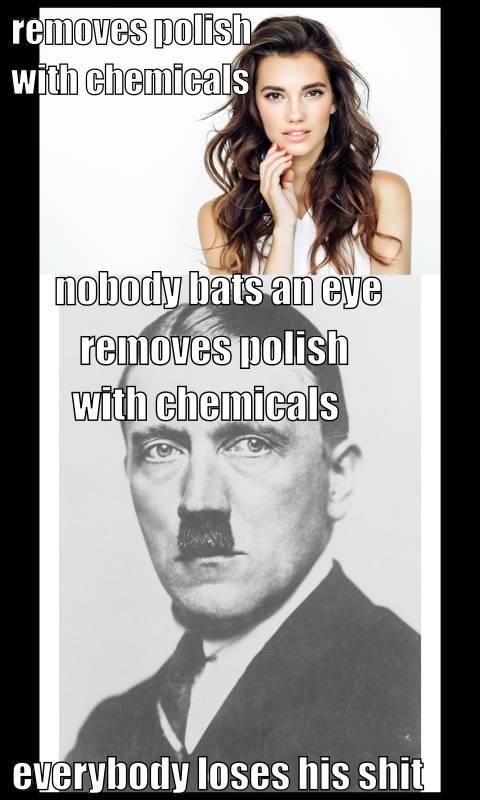 removes polish
with chemicals
nobody bats an eye
removes polish
with chemicals
everybody loses his shit